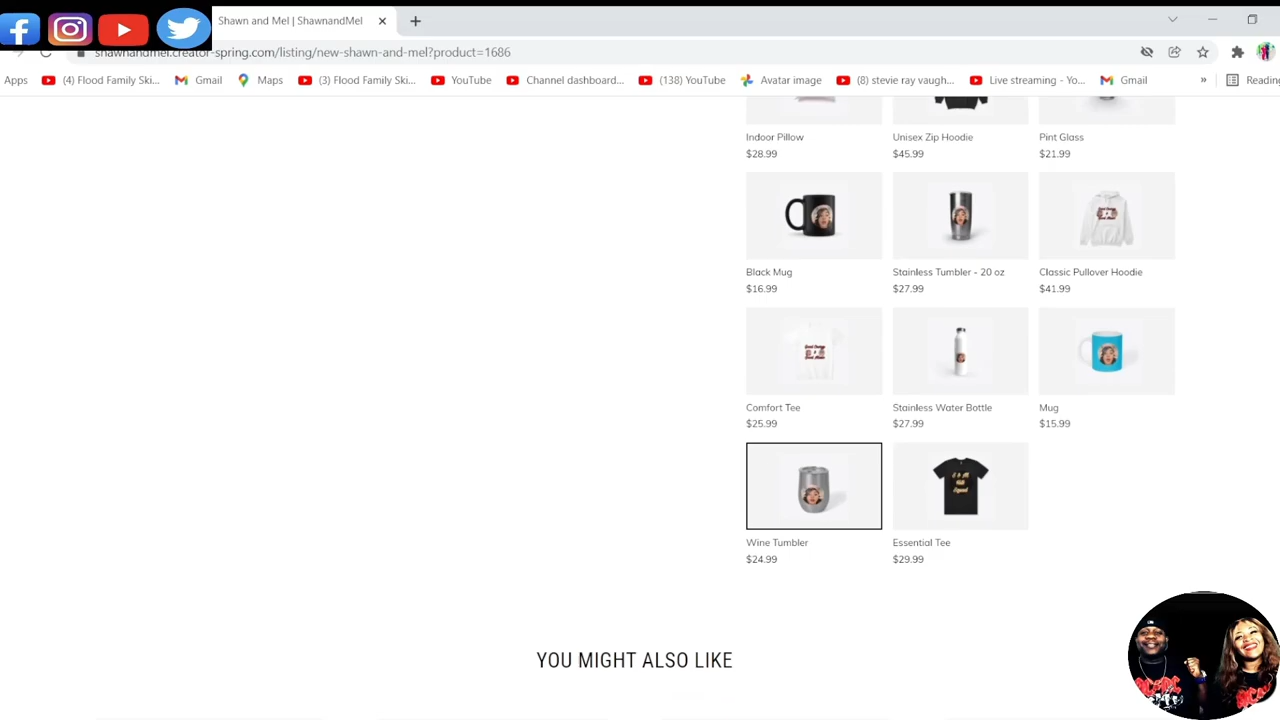 Shawn and Mel | ShawnandMel
shawnandmel.creator-spring.com/listing/new-shawn-and-mel?product=1686
Apps (4) Flood Family Ski... Gmail Maps (3) Flood Family Ski... YouTube Channel dashboard... (138) YouTube Avatar image (8) stevie ray vaugh... Live streaming - Yo... Gmail » Reading
Indoor Pillow Unisex Zip Hoodie Pint Glass
$28.99 $45.99 $21.99
Black Mug Stainless Tumbler - 20 oz Classic Pullover Hoodie
$16.99 $27.99 $41.99
Comfort Tee Stainless Water Bottle Mug
$25.99 $27.99 $15.99
Wine Tumbler Essential Tee
$24.99 $29.99
YOU MIGHT ALSO LIKE